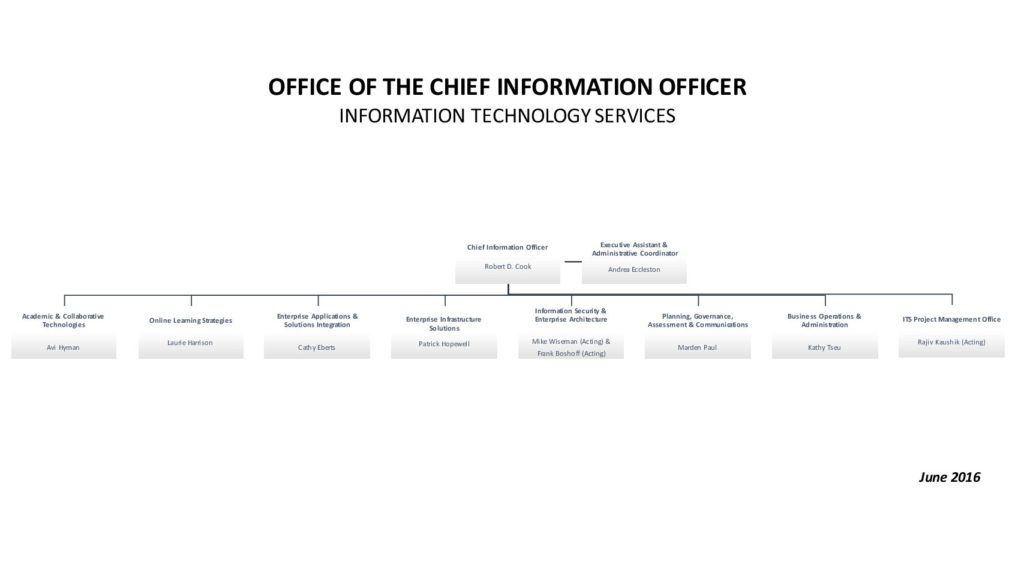 OFFICE OF THE CHIEF INFORMATION OFFICER
INFORMATION TECHNOLOGY SERVICES
Chief Information Officer
Robert D. Cook
Executive Assistant &
Administrative Coordinator
Andrea Eccleston
Academic & Collaborative
Technologies
Avi Hyman
Online Learning Strategies
Laurie Harrison
Enterprise Applications &
Solutions Integration
Cathy Eberts
Enterprise Infrastructure
Solutions
Patrick Hopewell
Information Security &
Enterprise Architecture
Mike Wiseman (Acting) &
Frank Boshoff (Acting)
Planning, Governance,
Assessment & Communications
Marden Paul
Business Operations &
Administration
Kathy Tseu
ITS Project Management Office
Rajiv Kaushik (Acting)
June 2016